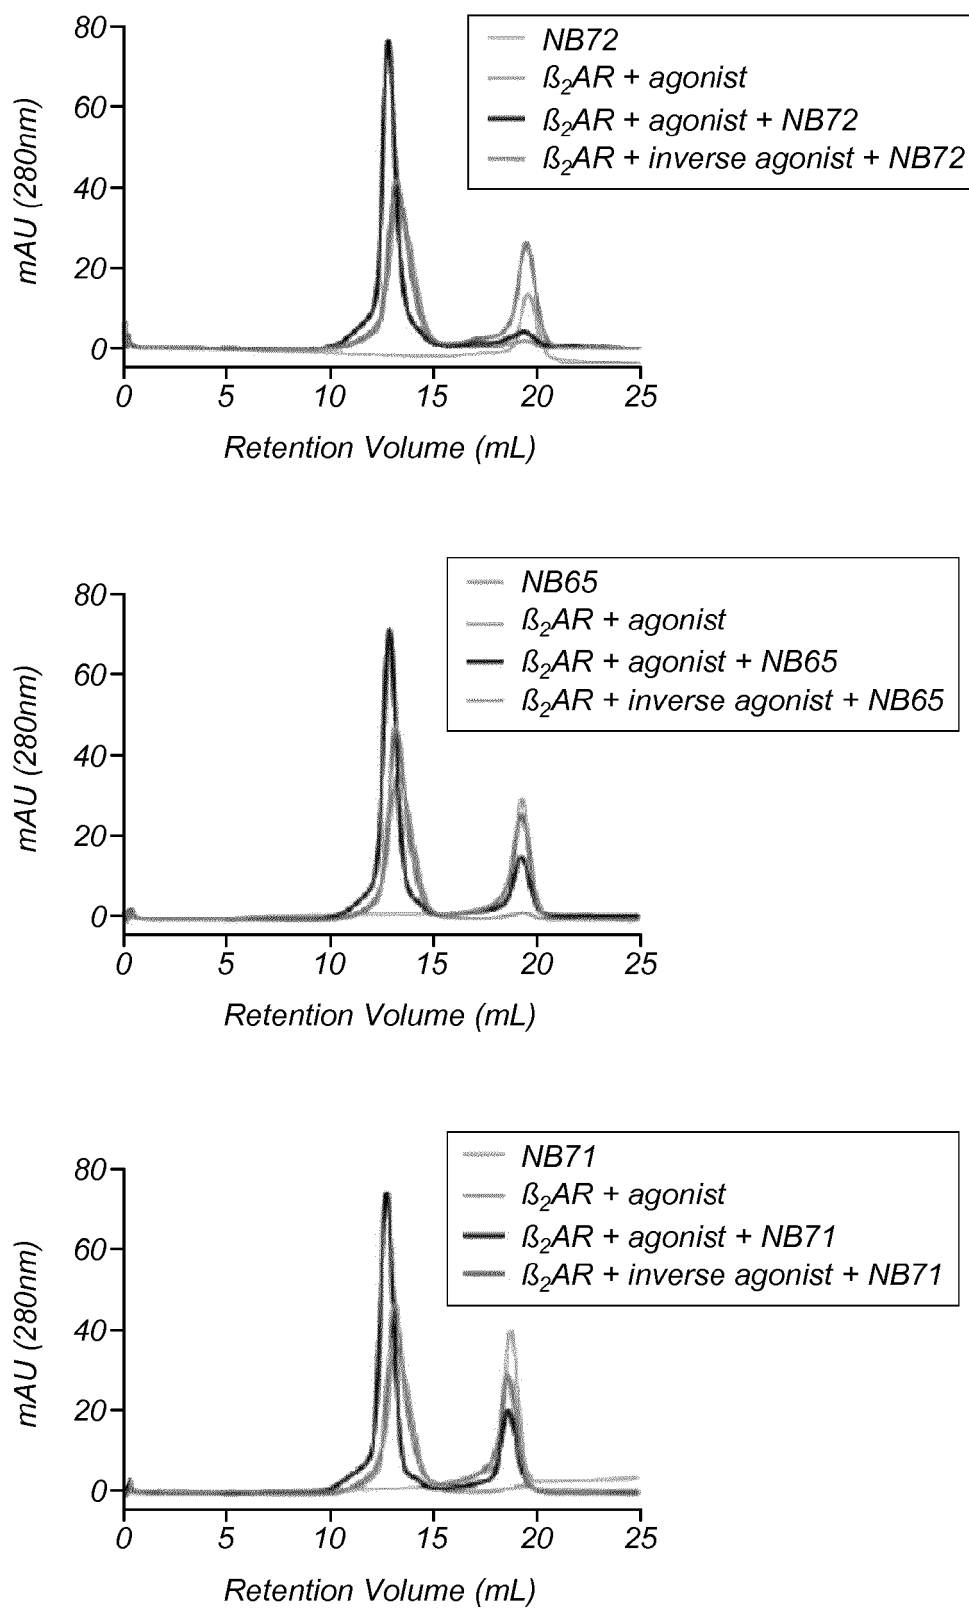 80
60
40
20
0
mAU (280nm)
0 5 10 15 20 25
Retention Volume (mL)
NB72
ß₂AR + agonist
ß₂AR + agonist + NB72
ß₂AR + inverse agonist + NB72
80
60
40
20
0
mAU (280nm)
0 5 10 15 20 25
Retention Volume (mL)
NB65
ß₂AR + agonist
ß₂AR + agonist + NB65
ß₂AR + inverse agonist + NB65
80
60
40
20
0
mAU (280nm)
0 5 10 15 20 25
Retention Volume (mL)
NB71
ß₂AR + agonist
ß₂AR + agonist + NB71
ß₂AR + inverse agonist + NB71